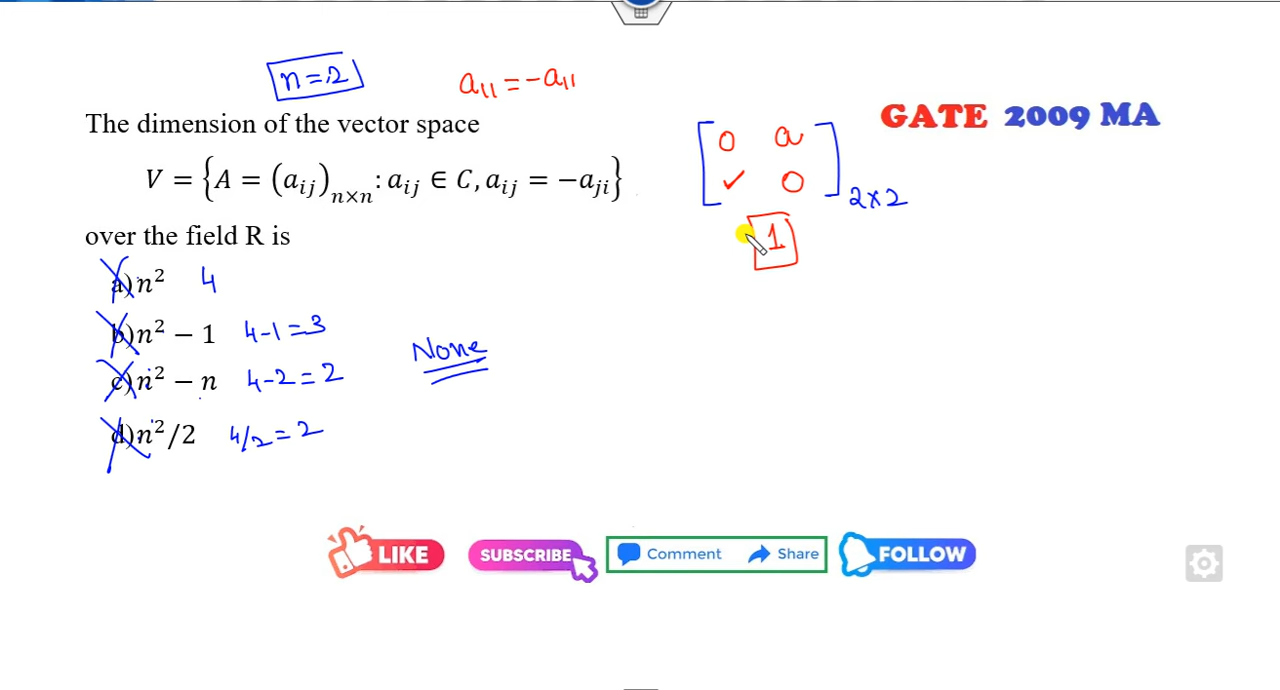 n=2
a11 = -a11
The dimension of the vector space
GATE 2009 MA
V = {A = (aij)n×n : aij ∈ C, aij = −aji}
0 a
✓ 0
2×2
over the field R is
1
a) n² 4
b) n² − 1 4-1=3
None
c) n² − n 4-2=2
d) n²/2 4/2=2
LIKE SUBSCRIBE Comment Share FOLLOW